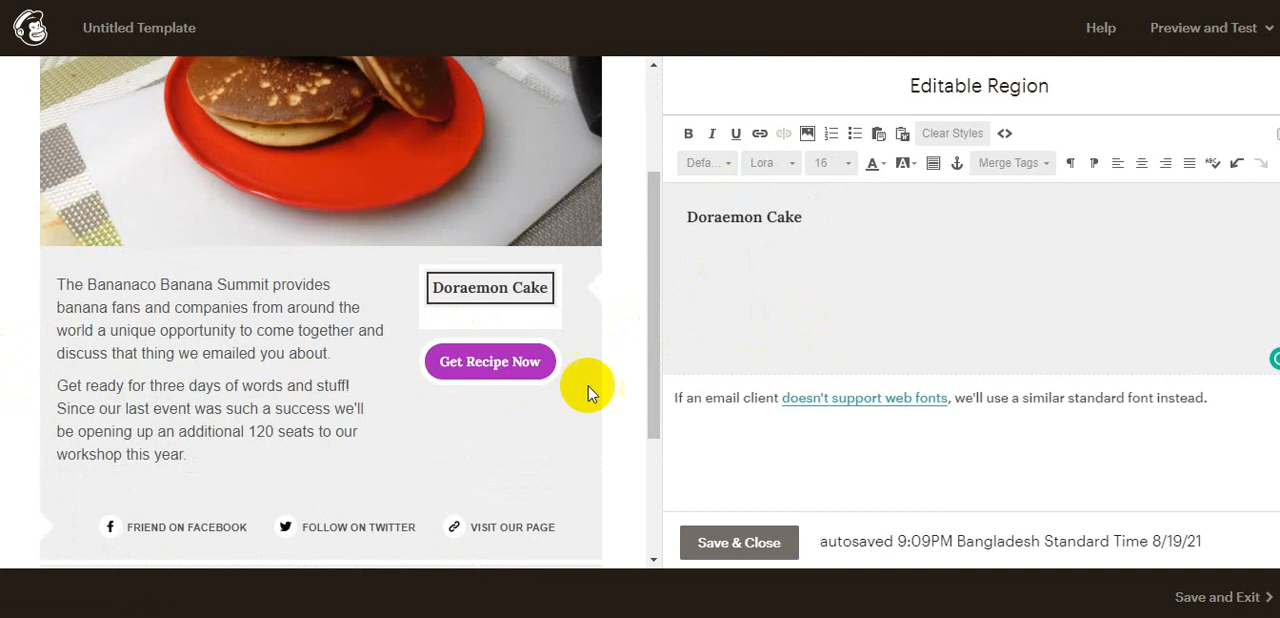 Untitled Template
Help
Preview and Test
Editable Region
B I U
Clear Styles
Defa...
Lora
16
A
A
Merge Tags
ABC
Doraemon Cake
The Bananaco Banana Summit provides
banana fans and companies from around the
world a unique opportunity to come together and
discuss that thing we emailed you about.
Get ready for three days of words and stuff!
Since our last event was such a success we'll
be opening up an additional 120 seats to our
workshop this year.
Doraemon Cake
Get Recipe Now
FRIEND ON FACEBOOK
FOLLOW ON TWITTER
VISIT OUR PAGE
If an email client doesn't support web fonts, we'll use a similar standard font instead.
Save & Close
autosaved 9:09PM Bangladesh Standard Time 8/19/21
Save and Exit